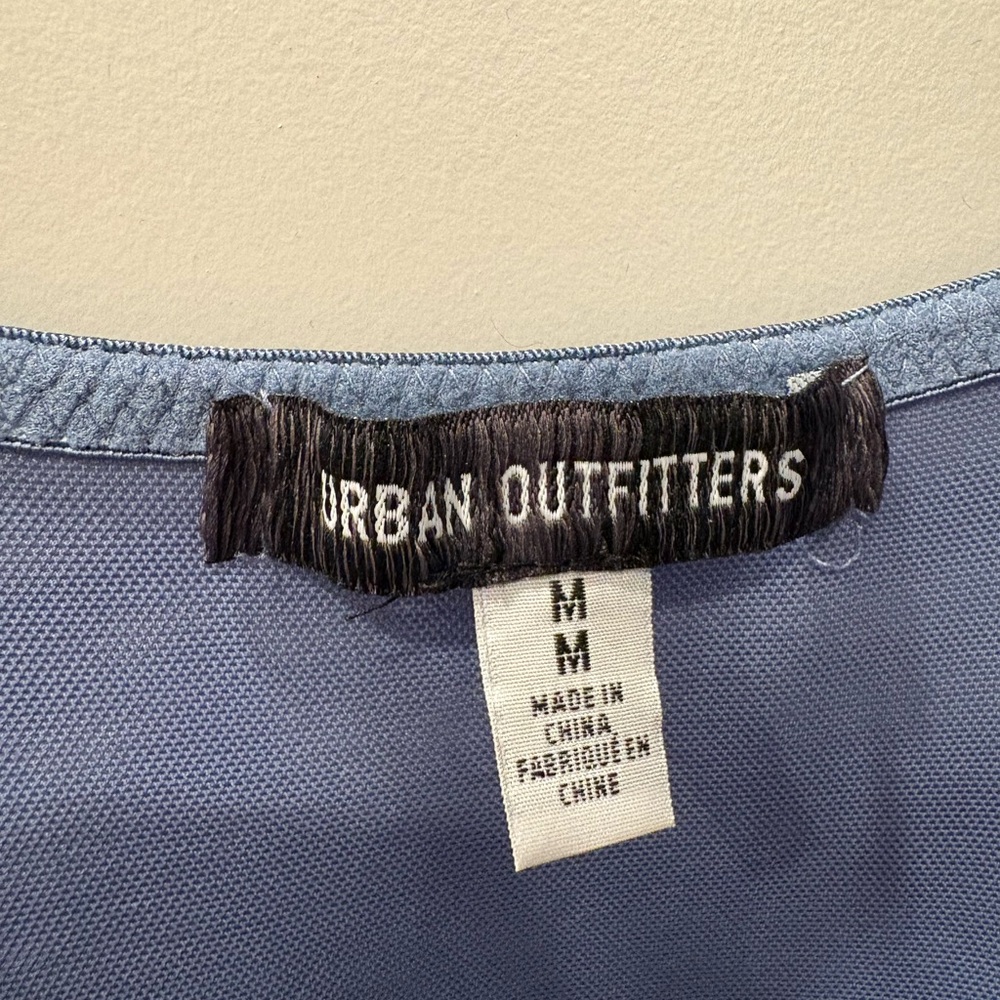 URBAN OUTFITTERS
M
M
MADE IN
CHINA
FABRIQUÉ EN
CHINE